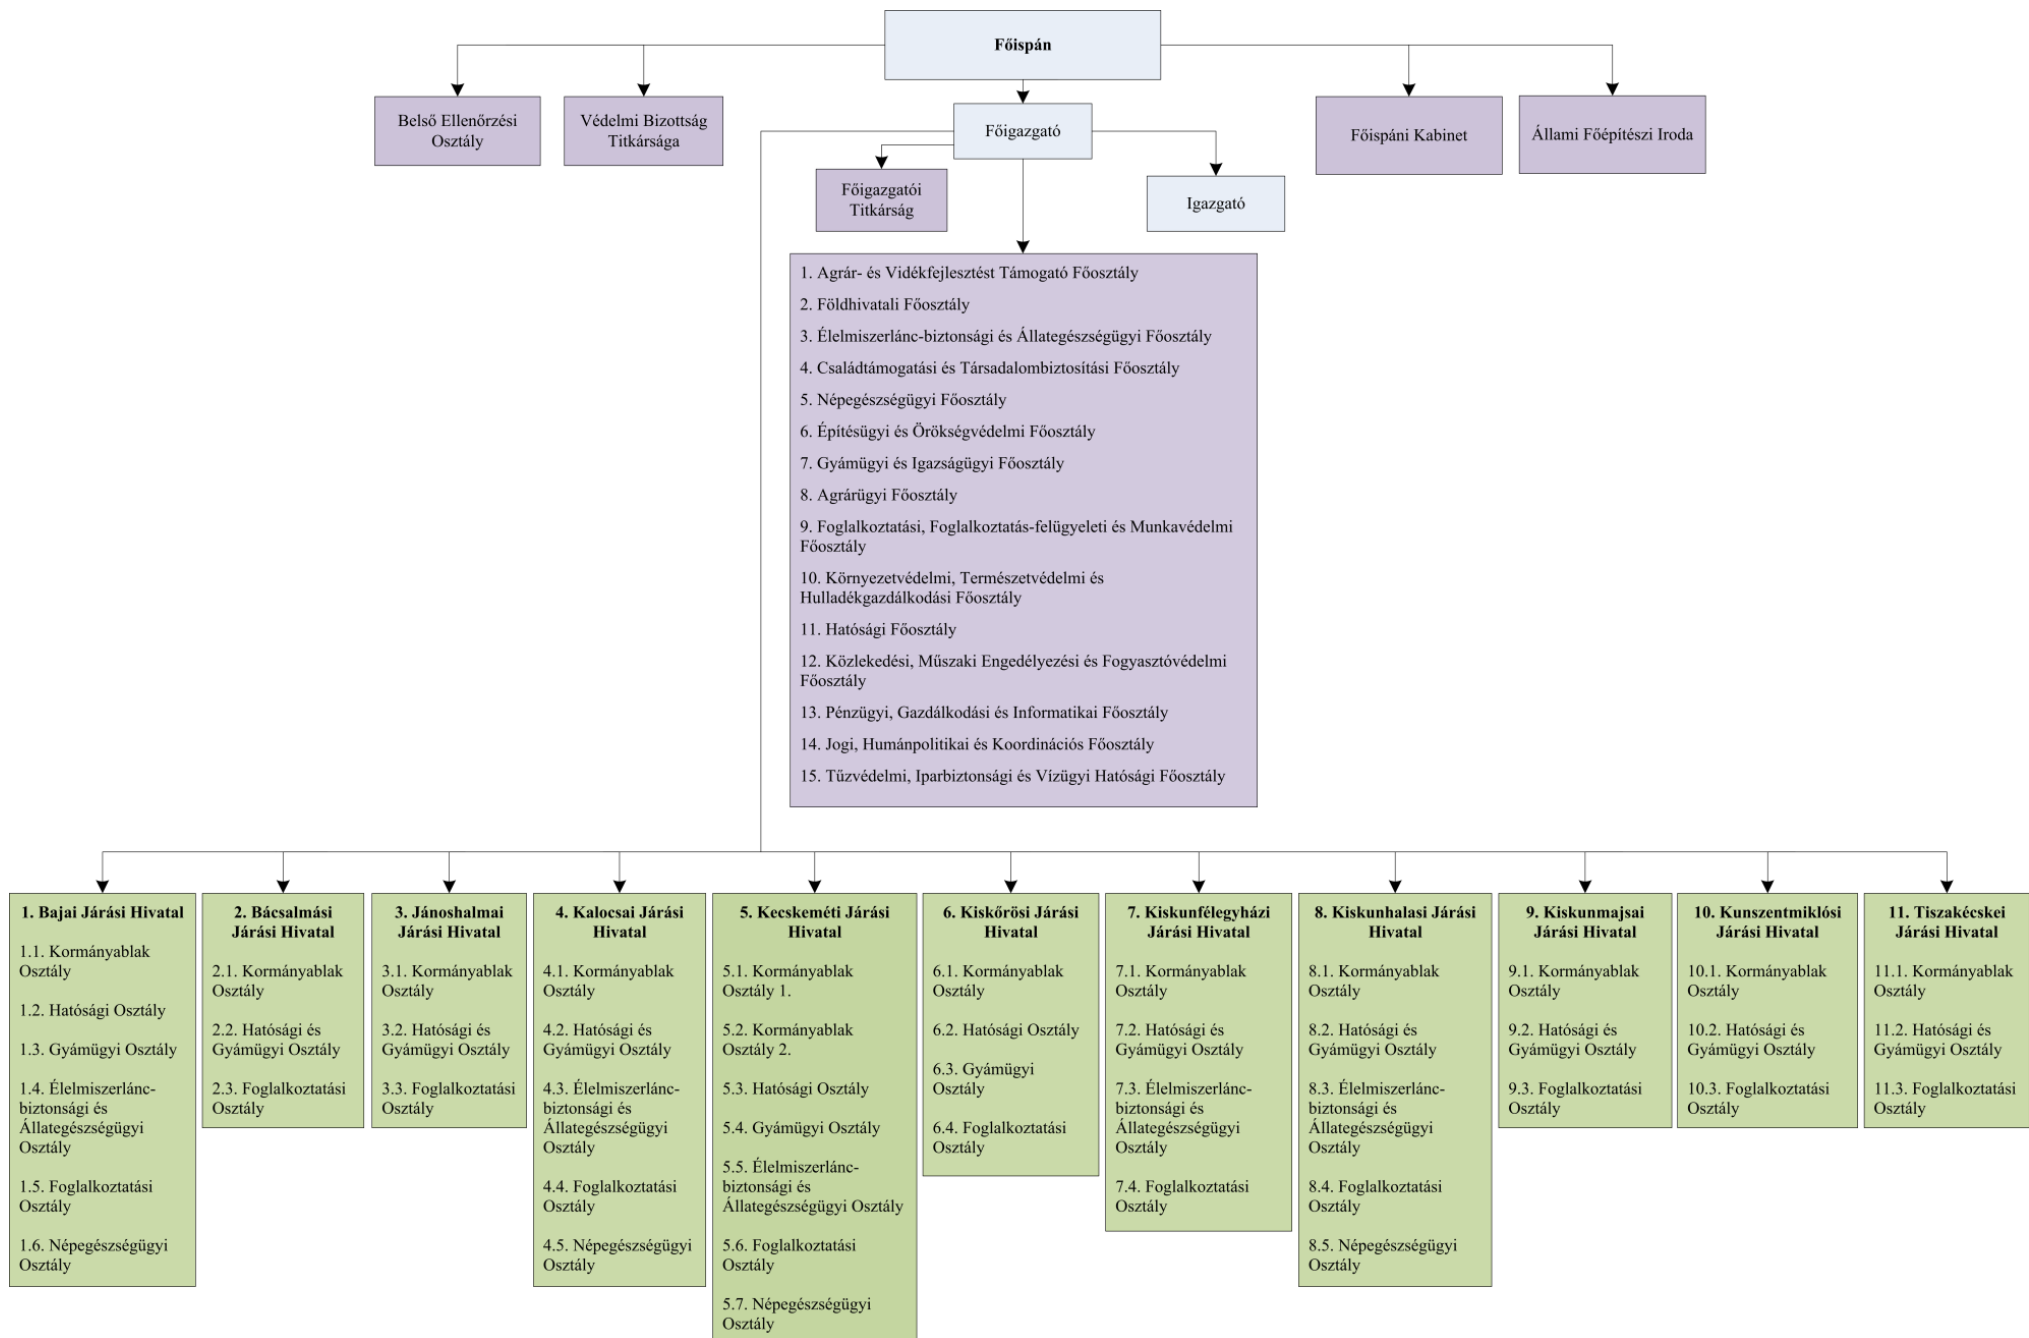 Főispán
Belső Ellenőrzési
Osztály
Védelmi Bizottság
Titkársága
Főispáni Kabinet
Állami Főépítészi Iroda
Főigazgató
Főigazgatói
Titkárság
Igazgató
1. Agrár- és Vidékfejlesztést Támogató Főosztály
2. Földhivatali Főosztály
3. Élelmiszerlánc-biztonsági és Állategészségügyi Főosztály
4. Családtámogatási és Társadalombiztosítási Főosztály
5. Népegészségügyi Főosztály
6. Építésügyi és Örökségvédelmi Főosztály
7. Gyámügyi és Igazságügyi Főosztály
8. Agrárügyi Főosztály
9. Foglalkoztatási, Foglalkoztatás-felügyeleti és Munkavédelmi
Főosztály
10. Környezetvédelmi, Természetvédelmi és
Hulladékgazdálkodási Főosztály
11. Hatósági Főosztály
12. Közlekedési, Műszaki Engedélyezési és Fogyasztóvédelmi
Főosztály
13. Pénzügyi, Gazdálkodási és Informatikai Főosztály
14. Jogi, Humánpolitikai és Koordinációs Főosztály
15. Tűzvédelmi, Iparbiztonsági és Vízügyi Hatósági Főosztály
1. Bajai Járási Hivatal
1.1. Kormányablak
Osztály
1.2. Hatósági Osztály
1.3. Gyámügyi Osztály
1.4. Élelmiszerlánc-
biztonsági és
Állategészségügyi
Osztály
1.5. Foglalkoztatási
Osztály
1.6. Népegészségügyi
Osztály
2. Bácsalmási
Járási Hivatal
2.1. Kormányablak
Osztály
2.2. Hatósági és
Gyámügyi Osztály
2.3. Foglalkoztatási
Osztály
3. Jánoshalmai
Járási Hivatal
3.1. Kormányablak
Osztály
3.2. Hatósági és
Gyámügyi Osztály
3.3. Foglalkoztatási
Osztály
4. Kalocsai Járási
Hivatal
4.1. Kormányablak
Osztály
4.2. Hatósági és
Gyámügyi Osztály
4.3. Élelmiszerlánc-
biztonsági és
Állategészségügyi
Osztály
4.4. Foglalkoztatási
Osztály
4.5. Népegészségügyi
Osztály
5. Kecskeméti Járási
Hivatal
5.1. Kormányablak
Osztály 1.
5.2. Kormányablak
Osztály 2.
5.3. Hatósági Osztály
5.4. Gyámügyi Osztály
5.5. Élelmiszerlánc-
biztonsági és
Állategészségügyi Osztály
5.6. Foglalkoztatási
Osztály
5.7. Népegészségügyi
Osztály
6. Kiskőrösi Járási
Hivatal
6.1. Kormányablak
Osztály
6.2. Hatósági Osztály
6.3. Gyámügyi
Osztály
6.4. Foglalkoztatási
Osztály
7. Kiskunfélegyházi
Járási Hivatal
7.1. Kormányablak
Osztály
7.2. Hatósági és
Gyámügyi Osztály
7.3. Élelmiszerlánc-
biztonsági és
Állategészségügyi
Osztály
7.4. Foglalkoztatási
Osztály
8. Kiskunhalasi Járási
Hivatal
8.1. Kormányablak
Osztály
8.2. Hatósági és
Gyámügyi Osztály
8.3. Élelmiszerlánc-
biztonsági és
Állategészségügyi
Osztály
8.4. Foglalkoztatási
Osztály
8.5. Népegészségügyi
Osztály
9. Kiskunmajsai
Járási Hivatal
9.1. Kormányablak
Osztály
9.2. Hatósági és
Gyámügyi Osztály
9.3. Foglalkoztatási
Osztály
10. Kunszentmiklósi
Járási Hivatal
10.1. Kormányablak
Osztály
10.2. Hatósági és
Gyámügyi Osztály
10.3. Foglalkoztatási
Osztály
11. Tiszakécskei
Járási Hivatal
11.1. Kormányablak
Osztály
11.2. Hatósági és
Gyámügyi Osztály
11.3. Foglalkoztatási
Osztály